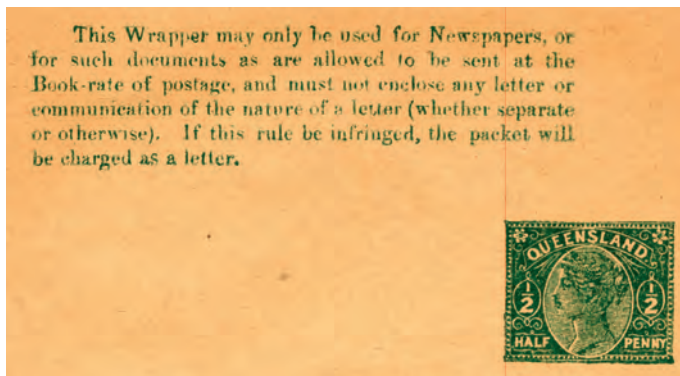 This Wrapper may only be used for Newspapers, or
for such documents as are allowed to be sent at the
Book-rate of postage, and must not enclose any letter or
communication of the nature of a letter (whether separate
or otherwise). If this rule be infringed, the packet will
be charged as a letter.
QUEENSLAND
1/2 1/2
HALF PENNY